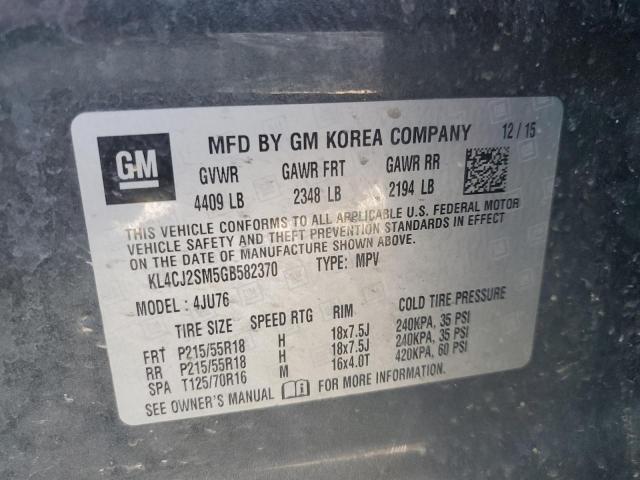 GM MFD BY GM KOREA COMPANY 12/15
GVWR GAWR FRT GAWR RR
4409 LB 2348 LB 2194 LB
THIS VEHICLE CONFORMS TO ALL APPLICABLE U.S. FEDERAL MOTOR
VEHICLE SAFETY AND THEFT PREVENTION STANDARDS IN EFFECT
ON THE DATE OF MANUFACTURE SHOWN ABOVE.
KL4CJ2SM5GB582370 TYPE: MPV
MODEL: 4JU76
TIRE SIZE SPEED RTG RIM COLD TIRE PRESSURE
FRT P215/55R18 H 18x7.5J 240KPA, 35 PSI
RR P215/55R18 H 18x7.5J 240KPA, 35 PSI
SPA T125/70R16 M 16x4.0T 420KPA, 60 PSI
SEE OWNER'S MANUAL FOR MORE INFORMATION.